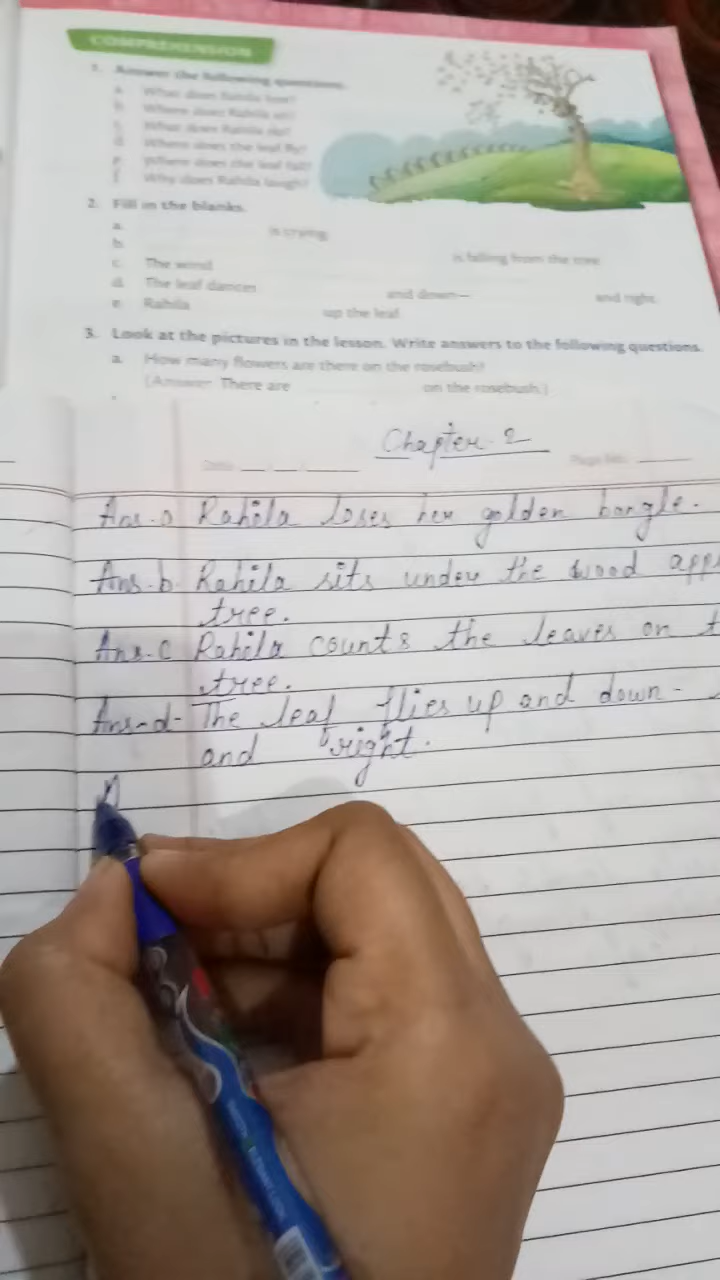 COMPREHENSION
1. Answer the following questions.
a. What does Rahila lose?
b. Where does Rahila sit?
c. What does Rahila do?
d. Where does the leaf fly?
e. Where does the leaf fall?
f. Why does Rahila laugh?
2. Fill in the blanks.
a. is crying.
b. is falling from the tree
c. The wind
d. The leaf dances and down— and right.
e. Rahila up the leaf.
3. Look at the pictures in the lesson. Write answers to the following questions.
a. How many flowers are there on the rosebush?
(Answer: There are on the rosebush.)
Chapter-2
Date Page No.
Ans-a Rahila loses her golden bangle.
Ans-b- Rahila sits under the wood
tree.
Ans-c Rahila counts the leaves on
tree.
Ans-d- The leaf flies up and down-
and right.